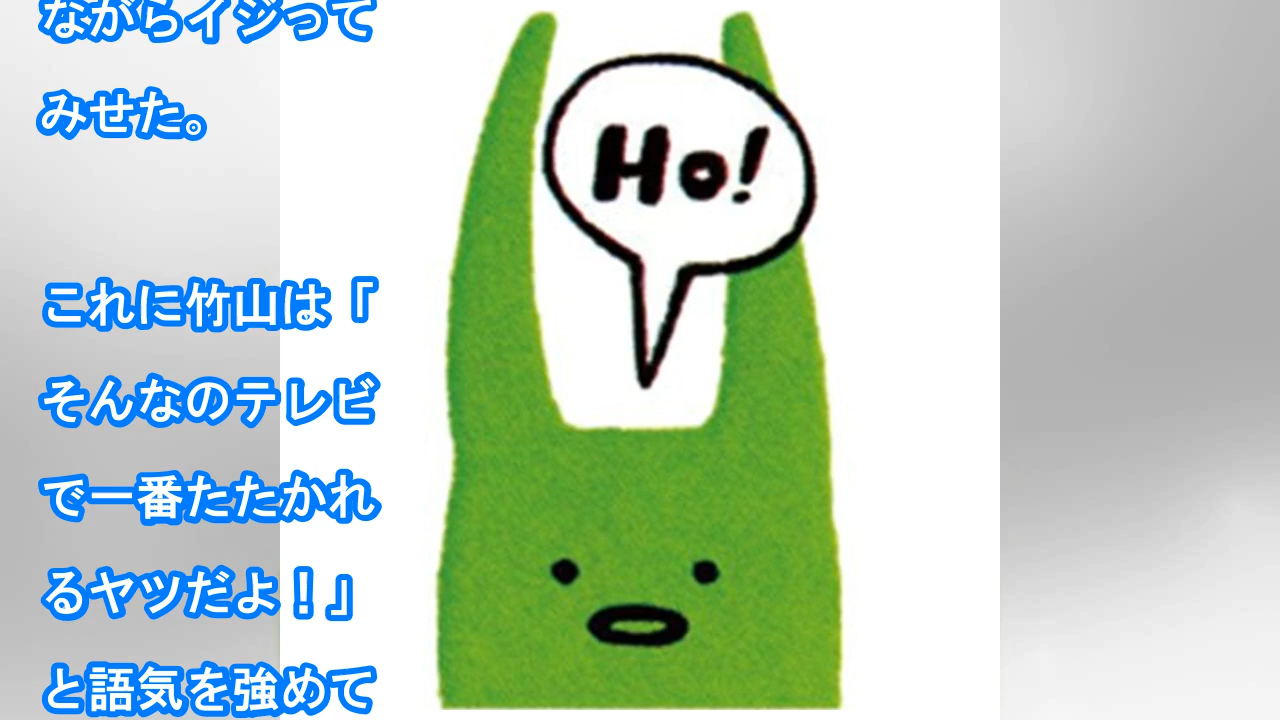 ながらイジって
みせた。
これに竹山は「
そんなのテレビ
で一番たたかれ
るヤツだよ！」
と語気を強めて
Ho!